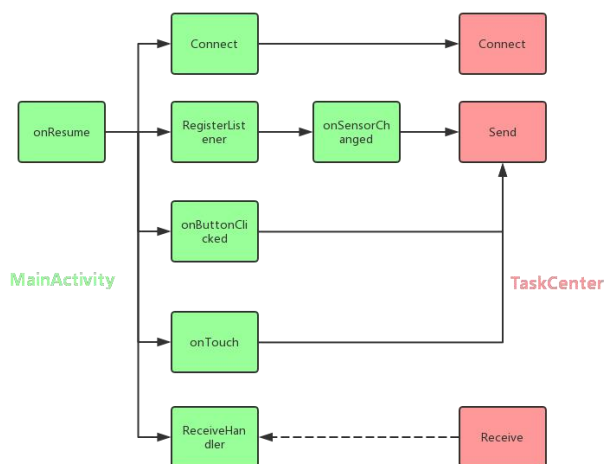 Connect
Connect
onResume
RegisterList
ener
onSensorCh
anged
Send
onButtonCli
cked
MainActivity
TaskCenter
onTouch
ReceiveHan
dler
Receive